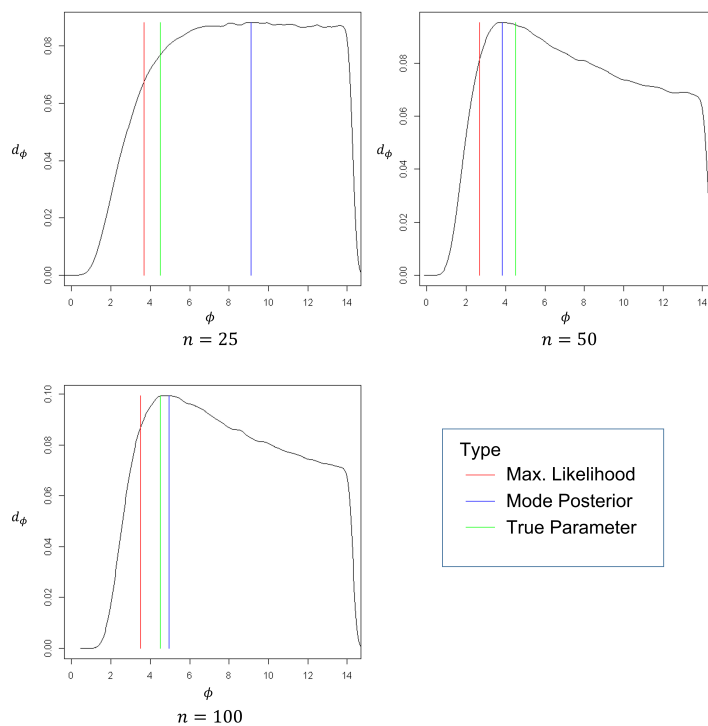 0.08
0.06
0.04
0.02
0.00
d_ϕ
0 2 4 6 8 10 12 14
ϕ
n = 25
0.08
0.06
0.04
0.02
0.00
d_ϕ
0 2 4 6 8 10 12 14
ϕ
n = 50
0.10
0.08
0.06
0.04
0.02
0.00
d_ϕ
0 2 4 6 8 10 12 14
ϕ
n = 100
Type
Max. Likelihood
Mode Posterior
True Parameter